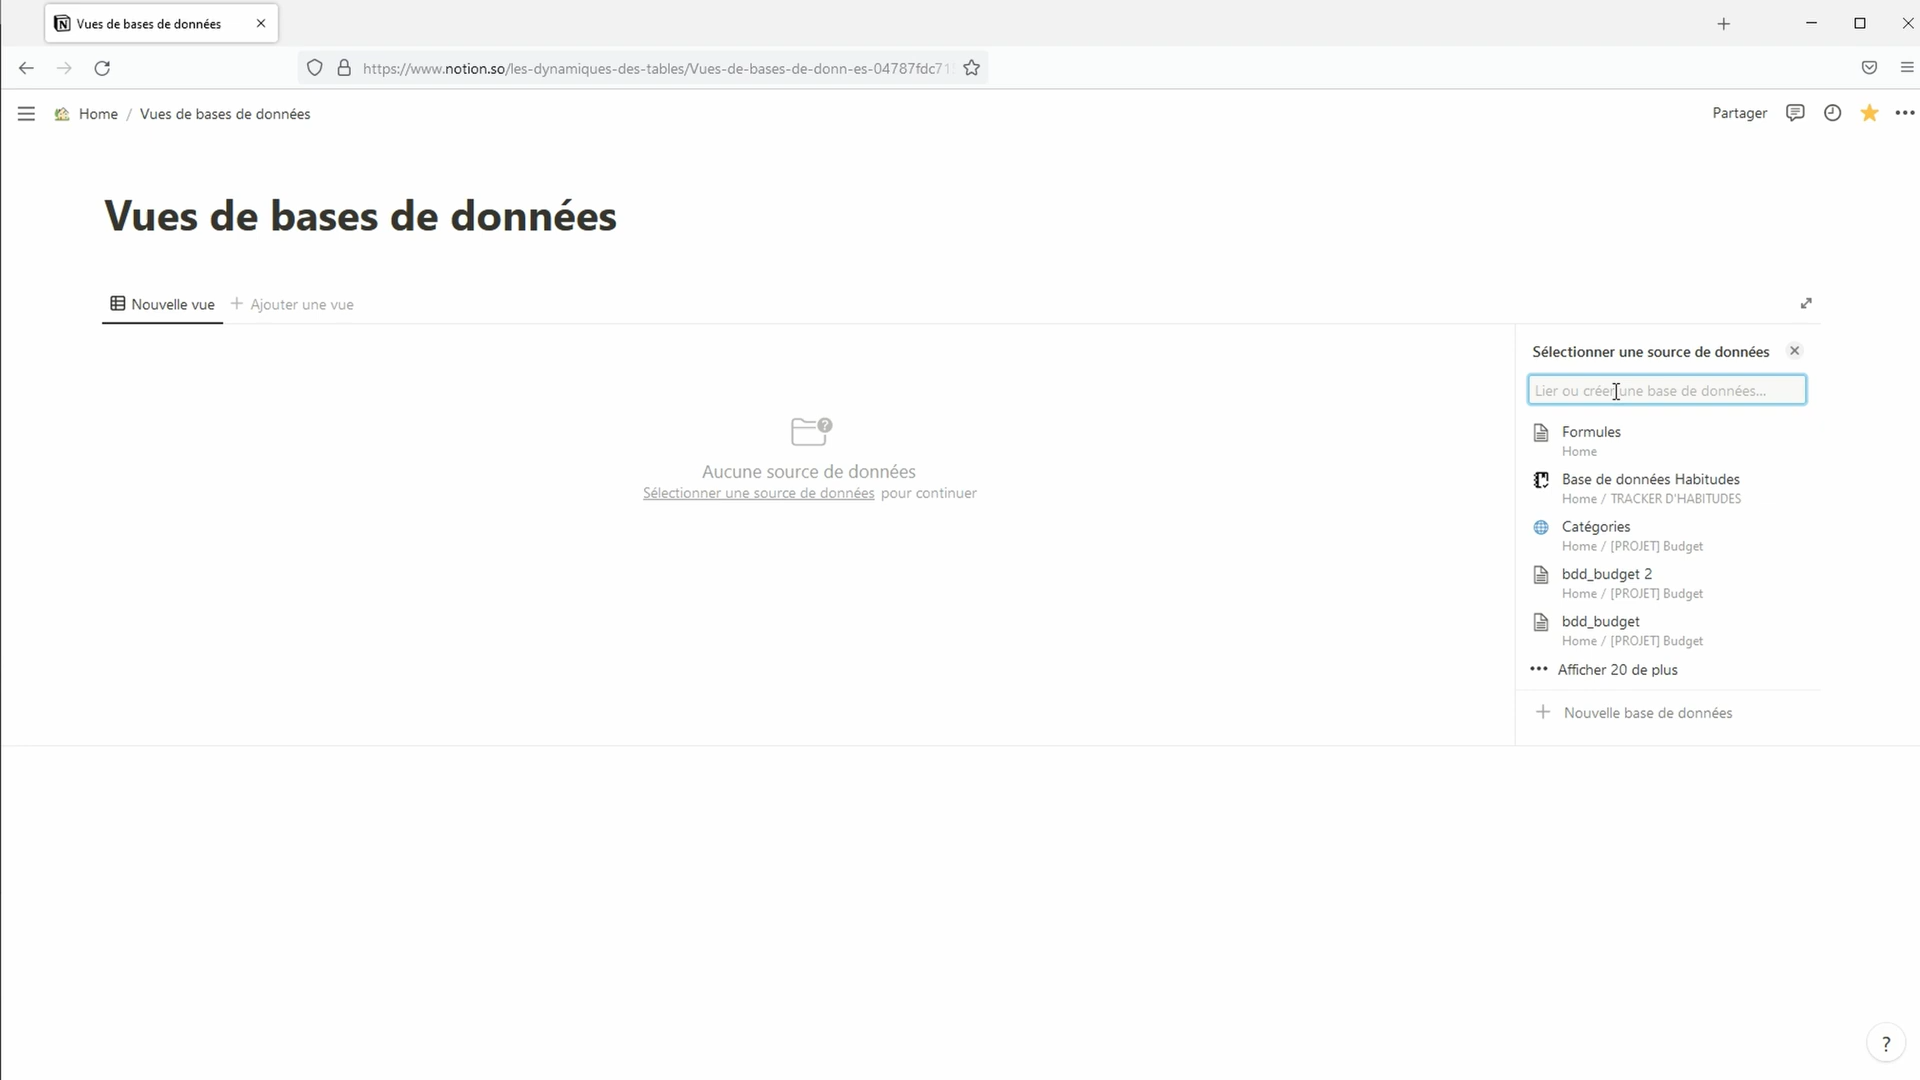 Vues de bases de données
https://www.notion.so/les-dynamiques-des-tables/Vues-de-bases-de-donn-es-04787fdc71
Home / Vues de bases de données
Partager
Vues de bases de données
Nouvelle vue
Ajouter une vue
Aucune source de données
Sélectionner une source de données pour continuer
Sélectionner une source de données
Lier ou créer une base de données...
Formules
Home
Base de données Habitudes
Home / TRACKER D'HABITUDES
Catégories
Home / [PROJET] Budget
bdd_budget 2
Home / [PROJET] Budget
bdd_budget
Home / [PROJET] Budget
Afficher 20 de plus
Nouvelle base de données
?